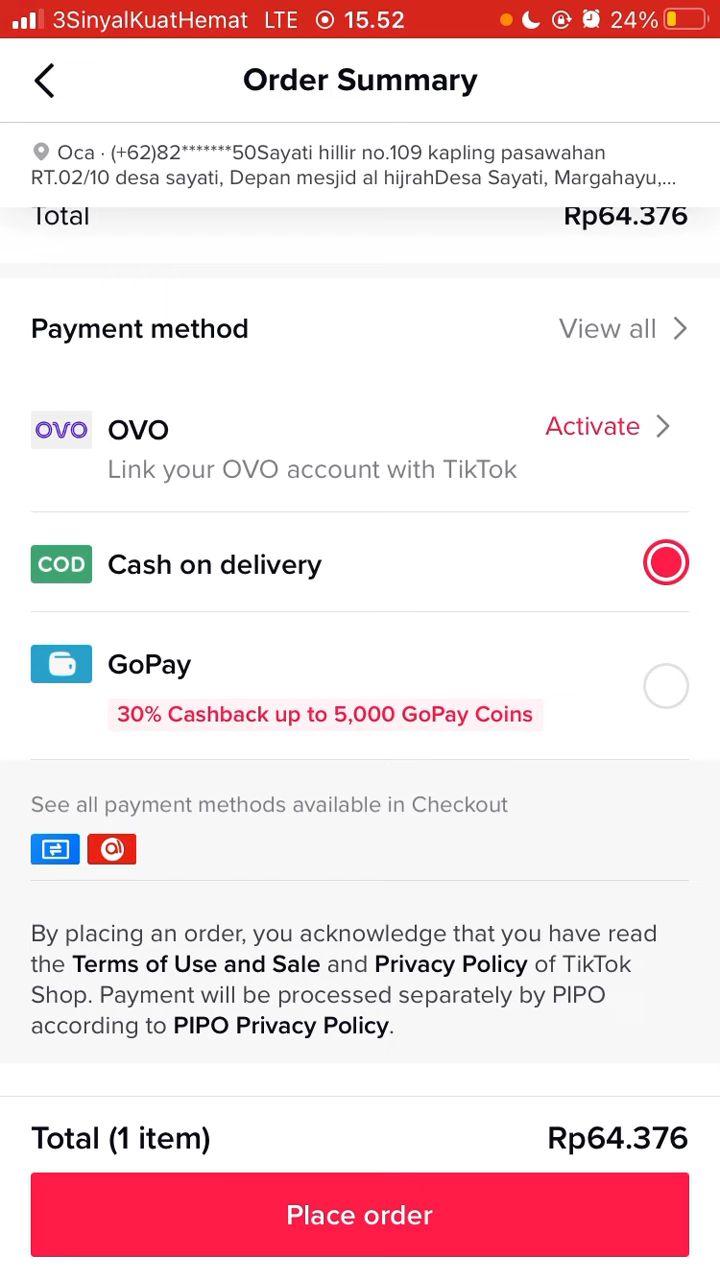 3SinyalKuatHemat LTE 15.52 24%
Order Summary
Oca · (+62)82*******50Sayati hillir no.109 kapling pasawahan
RT.02/10 desa sayati, Depan mesjid al hijrahDesa Sayati, Margahayu,...
Total Rp64.376
Payment method View all
OVO OVO Activate
Link your OVO account with TikTok
COD Cash on delivery
GoPay
30% Cashback up to 5,000 GoPay Coins
See all payment methods available in Checkout
By placing an order, you acknowledge that you have read
the Terms of Use and Sale and Privacy Policy of TikTok
Shop. Payment will be processed separately by PIPO
according to PIPO Privacy Policy.
Total (1 item) Rp64.376
Place order